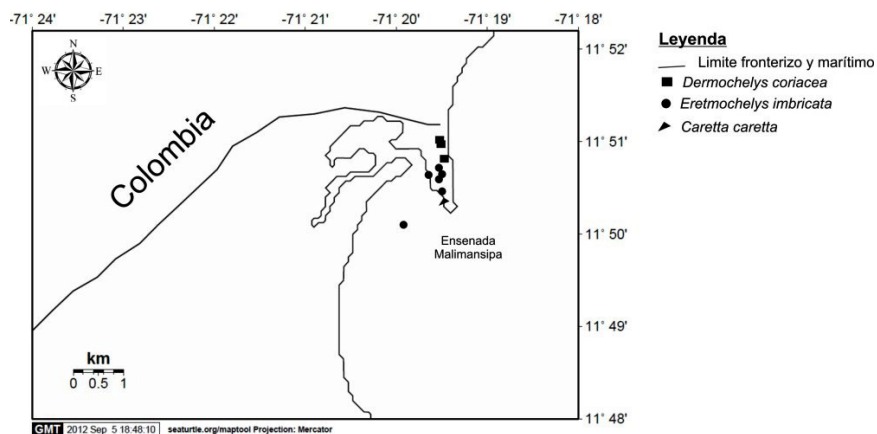 -71° 24' -71° 23' -71° 22' -71° 21' -71° 20' -71° 19' -71° 18'
11° 52'
11° 51'
11° 50'
11° 49'
11° 48'
N
W E
S
Colombia
Ensenada
Malimansipa
km
0 0.5 1
GMT 2012 Sep 5 18:48:10 seaturtle.org/maptool Projection: Mercator
Leyenda
Limite fronterizo y marítimo
Dermochelys coriacea
Eretmochelys imbricata
Caretta caretta